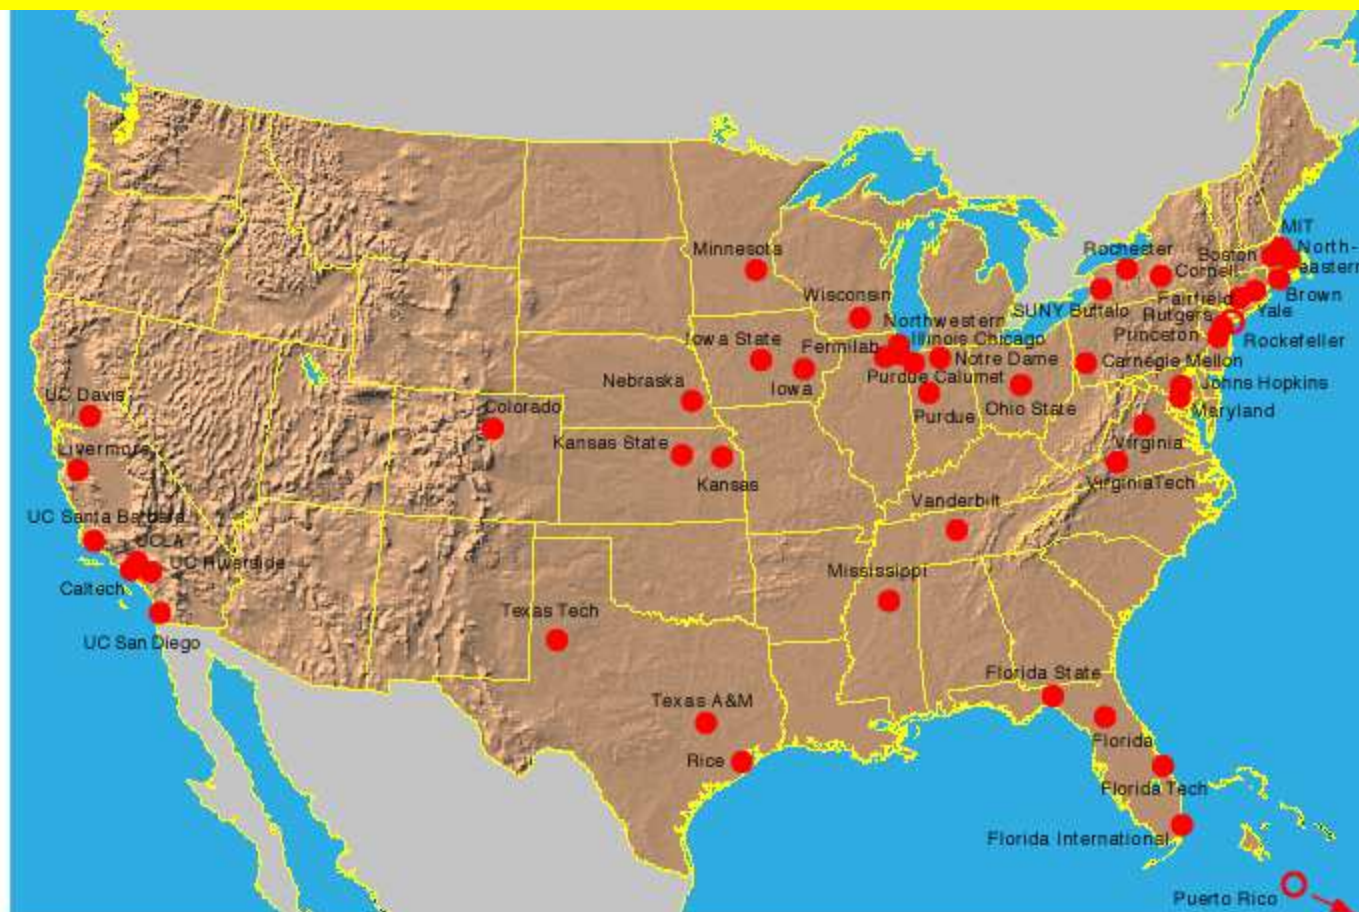 MIT
Minnesota
Rochester
Boston
North-
eastern
Cornell
Wisconsin
SUNY Buffalo
Fairfield
Brown
Rutgers
Yale
Northwestern
Iowa State
Fermilab
Illinois Chicago
Princeton
Rockefeller
Notre Dame
Carnegie Mellon
Nebraska
Iowa
Purdue Calumet
Johns Hopkins
UC Davis
Colorado
Purdue
Ohio State
Maryland
Livermore
Kansas State
Virginia
Kansas
VirginiaTech
UC Santa Barbara
Vanderbilt
UCLA
UC Riverside
Mississippi
Caltech
Texas Tech
UC San Diego
Florida State
Texas A&M
Florida
Rice
Florida Tech
Florida International
Puerto Rico